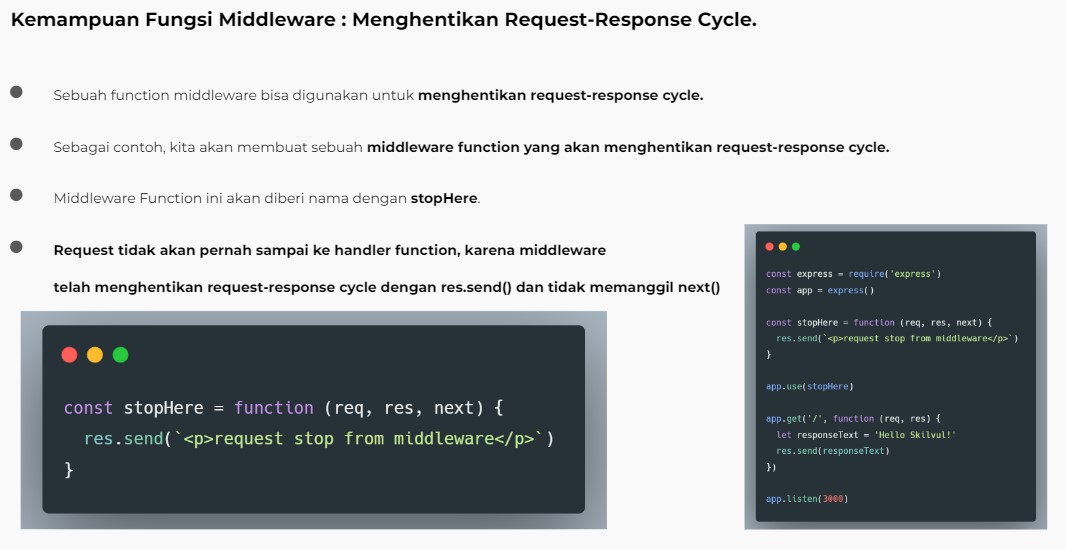 Kemampuan Fungsi Middleware : Menghentikan Request-Response Cycle.
Sebuah function middleware bisa digunakan untuk menghentikan request-response cycle.
Sebagai contoh, kita akan membuat sebuah middleware function yang akan menghentikan request-response cycle.
Middleware Function ini akan diberi nama dengan stopHere.
Request tidak akan pernah sampai ke handler function, karena middleware
telah menghentikan request-response cycle dengan res.send() dan tidak memanggil next()
const stopHere = function (req, res, next) {
  res.send(`<p>request stop from middleware</p>`)
}
const express = require('express')
const app = express()
const stopHere = function (req, res, next) {
  res.send(`<p>request stop from middleware</p>`)
}
app.use(stopHere)
app.get('/', function (req, res) {
  let responseText = 'Hello Skilvul!'
  res.send(responseText)
})
app.listen(3000)